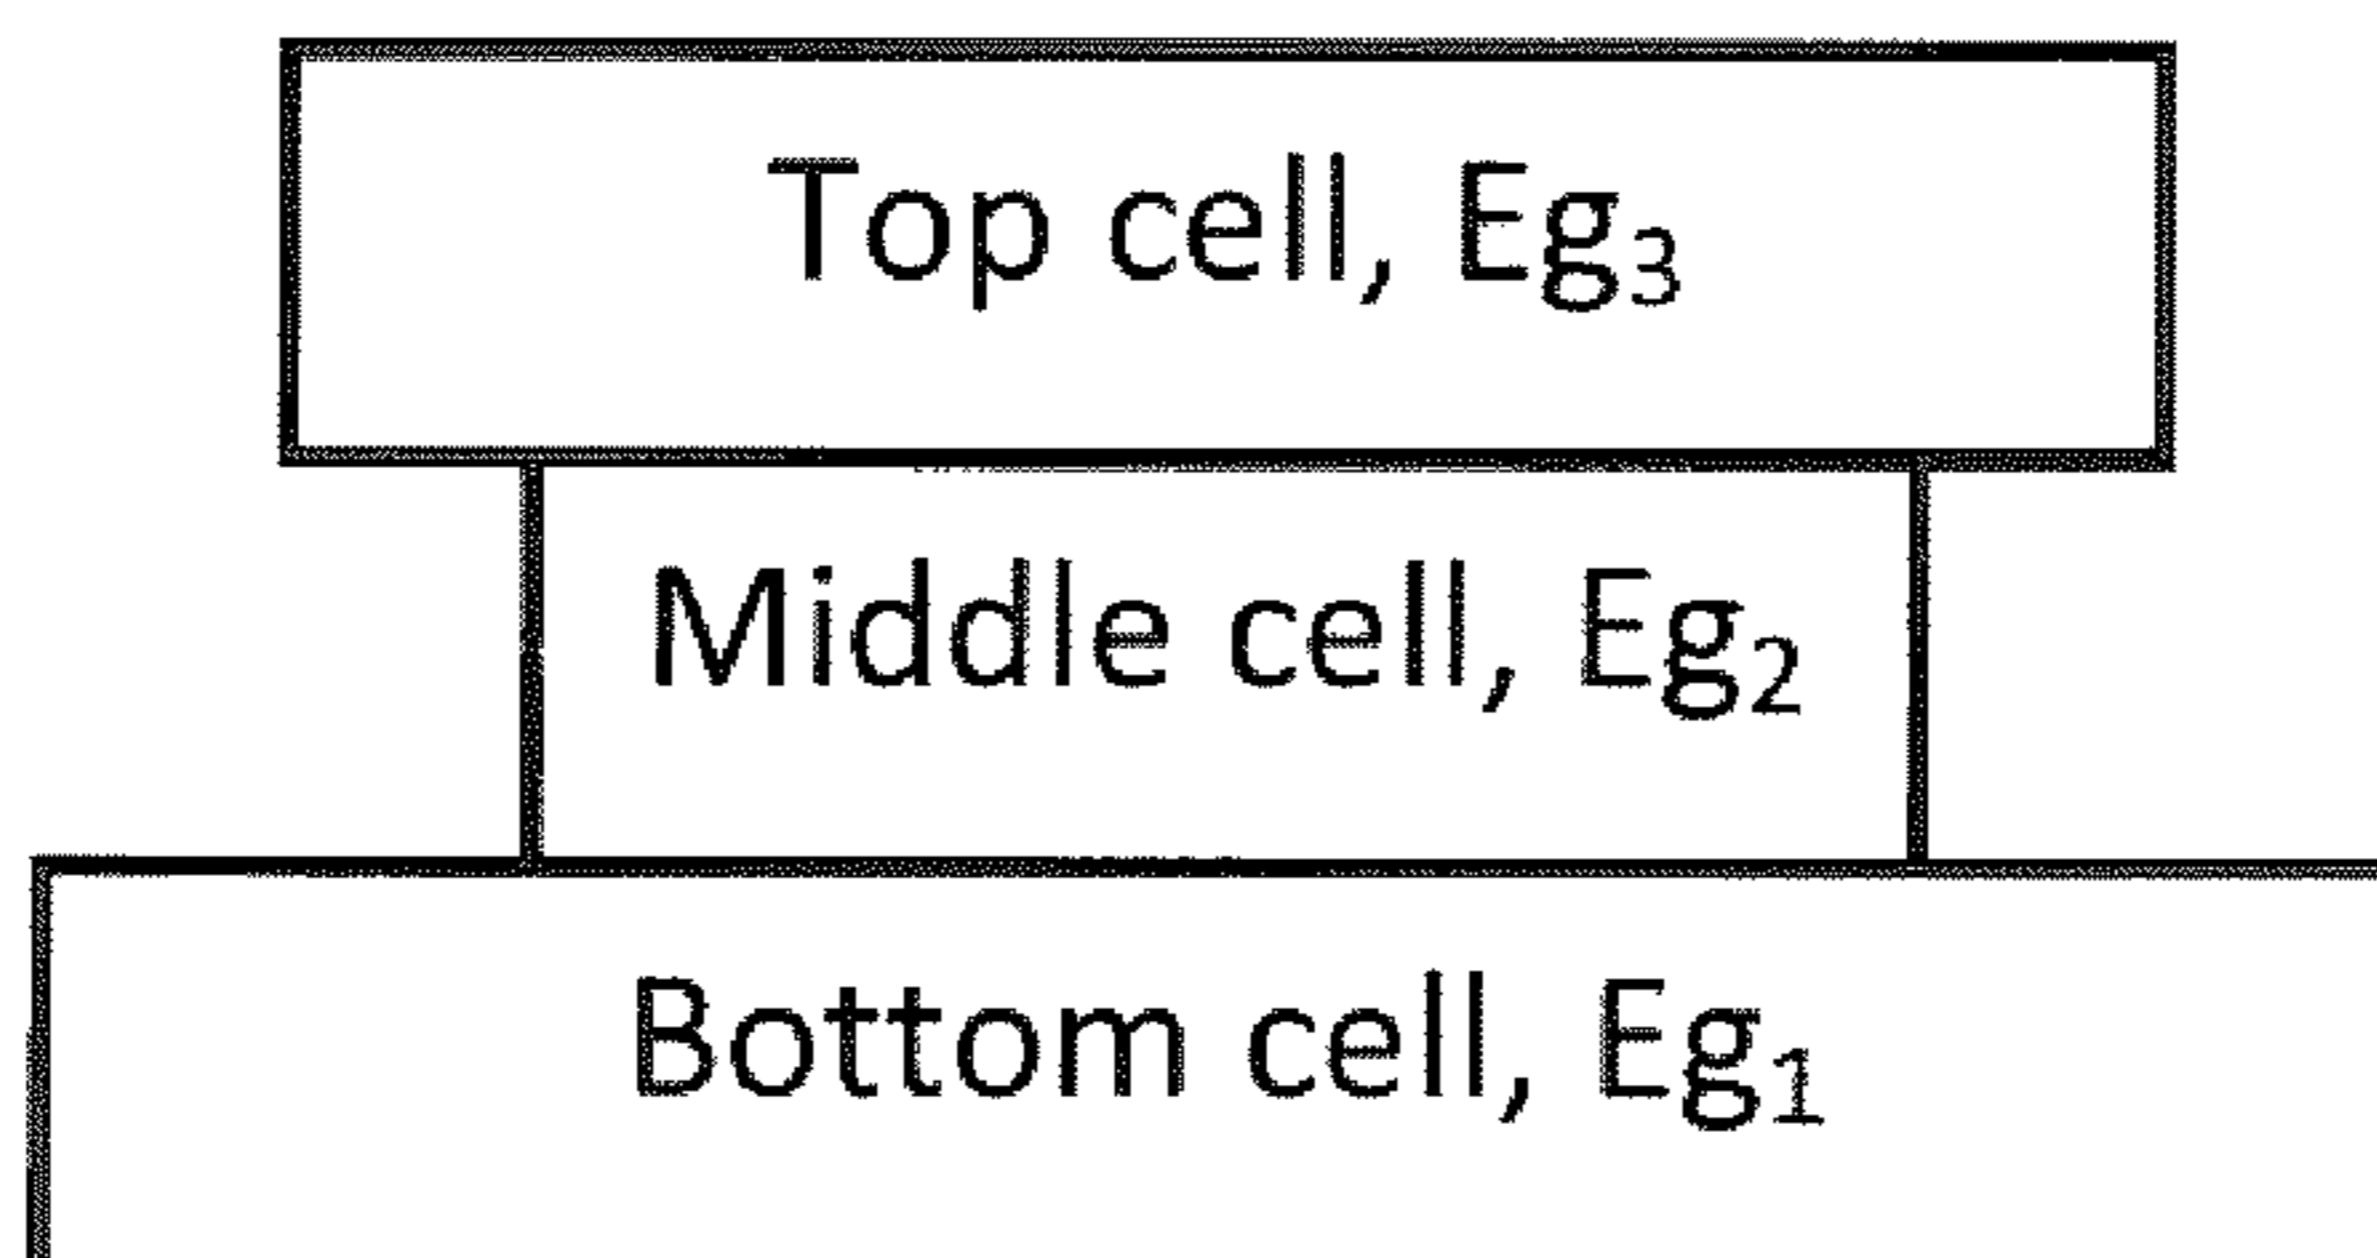 Top cell, Eg₃
Middle cell, Eg₂
Bottom cell, Eg₁